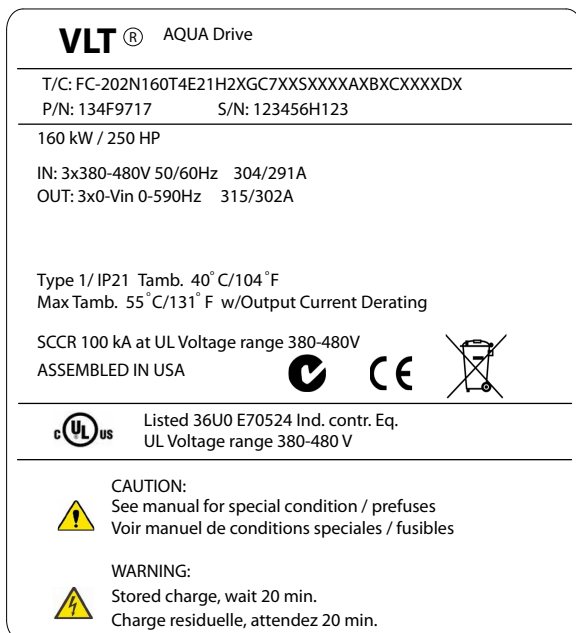 VLT ® AQUA Drive
T/C: FC-202N160T4E21H2XGC7XXSXXXXAXBXCXXXXDX
P/N: 134F9717 S/N: 123456H123
160 kW / 250 HP
IN: 3x380-480V 50/60Hz 304/291A
OUT: 3x0-Vin 0-590Hz 315/302A
Type 1/ IP21 Tamb. 40˚C/104˚F
Max Tamb. 55˚C/131˚F w/Output Current Derating
SCCR 100 kA at UL Voltage range 380-480V
ASSEMBLED IN USA
CE
c UL us
Listed 36U0 E70524 Ind. contr. Eq.
UL Voltage range 380-480 V
CAUTION:
See manual for special condition / prefuses
Voir manuel de conditions speciales / fusibles
WARNING:
Stored charge, wait 20 min.
Charge residuelle, attendez 20 min.